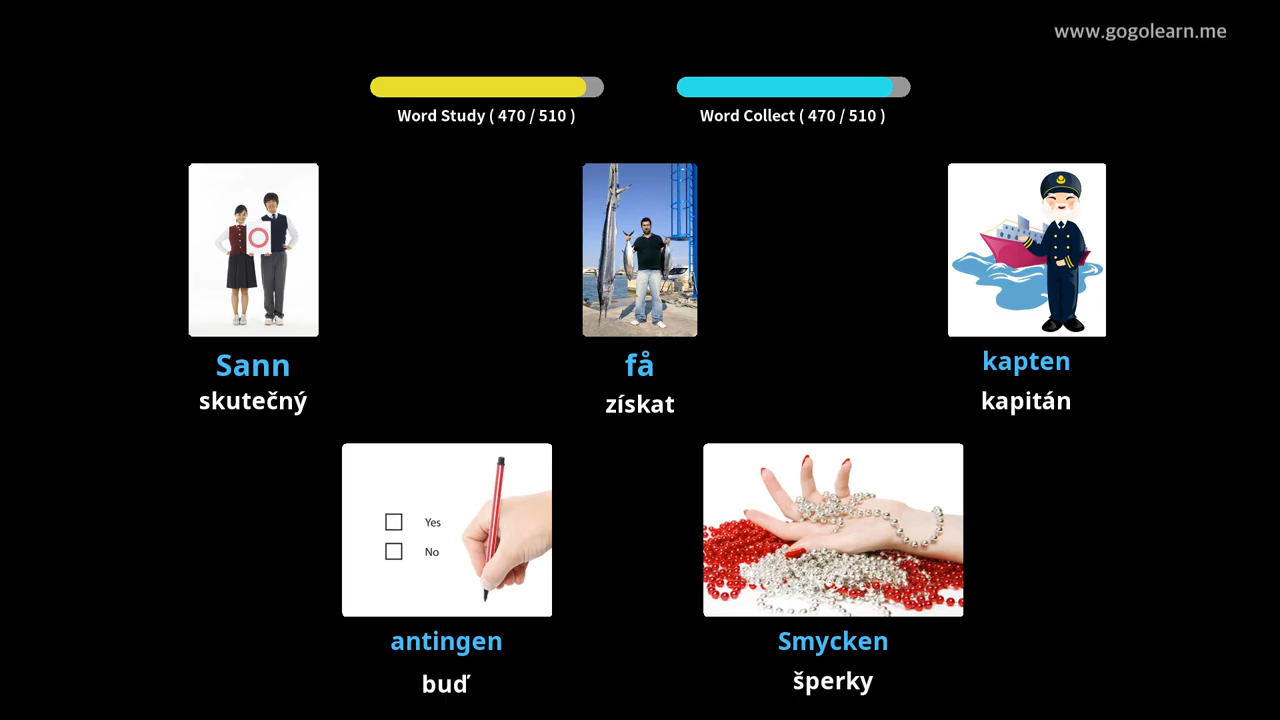 www.gogolearn.me
Word Study ( 470 / 510 )
Word Collect ( 470 / 510 )
Sann
skutečný
få
získat
kapten
kapitán
Yes
No
antingen
buď
Smycken
šperky